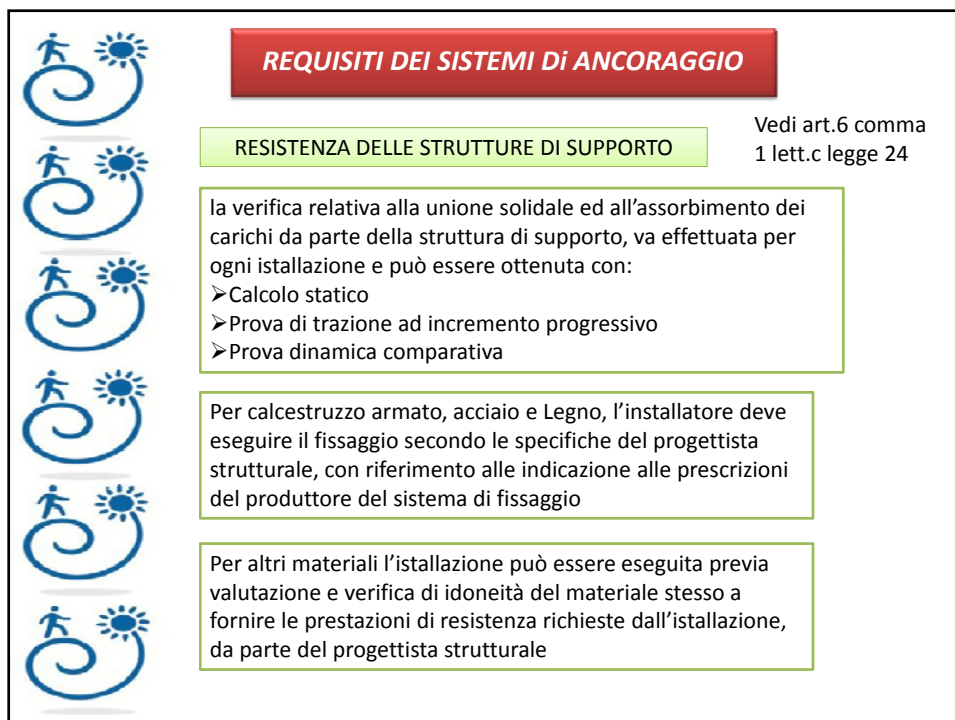 REQUISITI DEI SISTEMI Di ANCORAGGIO
RESISTENZA DELLE STRUTTURE DI SUPPORTO
Vedi art.6 comma
1 lett.c legge 24
la verifica relativa alla unione solidale ed all’assorbimento dei
carichi da parte della struttura di supporto, va effettuata per
ogni istallazione e può essere ottenuta con:
➢Calcolo statico
➢Prova di trazione ad incremento progressivo
➢Prova dinamica comparativa
Per calcestruzzo armato, acciaio e Legno, l’installatore deve
eseguire il fissaggio secondo le specifiche del progettista
strutturale, con riferimento alle indicazione alle prescrizioni
del produttore del sistema di fissaggio
Per altri materiali l’istallazione può essere eseguita previa
valutazione e verifica di idoneità del materiale stesso a
fornire le prestazioni di resistenza richieste dall’istallazione,
da parte del progettista strutturale